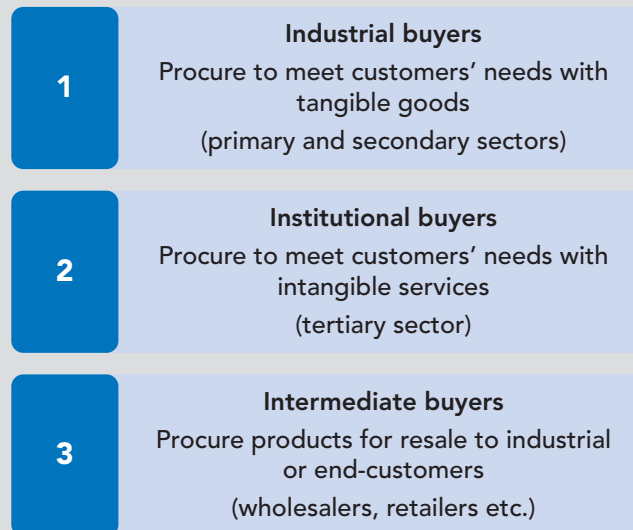 1
Industrial buyers
Procure to meet customers’ needs with
tangible goods
(primary and secondary sectors)
2
Institutional buyers
Procure to meet customers’ needs with
intangible services
(tertiary sector)
3
Intermediate buyers
Procure products for resale to industrial
or end-customers
(wholesalers, retailers etc.)